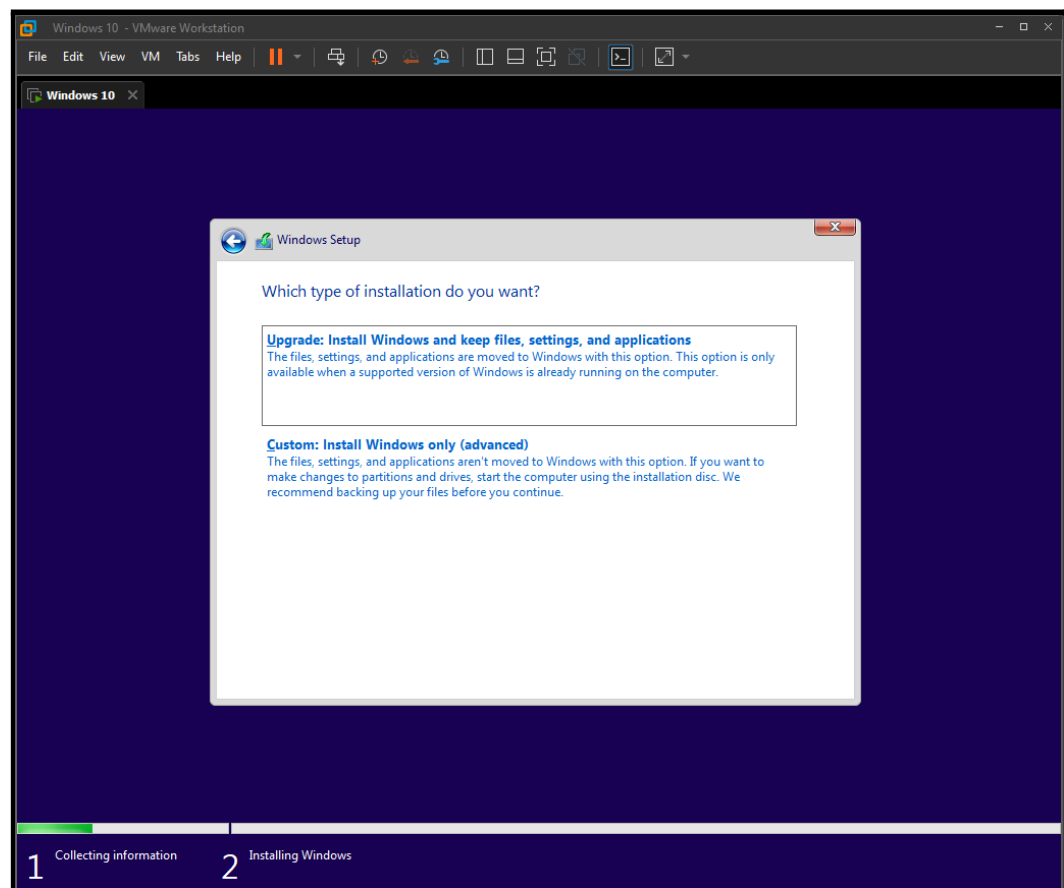 Windows 10 - VMware Workstation
File Edit View VM Tabs Help
Windows 10
Windows Setup
Which type of installation do you want?
Upgrade: Install Windows and keep files, settings, and applications
The files, settings, and applications are moved to Windows with this option. This option is only
available when a supported version of Windows is already running on the computer.
Custom: Install Windows only (advanced)
The files, settings, and applications aren't moved to Windows with this option. If you want to
make changes to partitions and drives, start the computer using the installation disc. We
recommend backing up your files before you continue.
1 Collecting information 2 Installing Windows